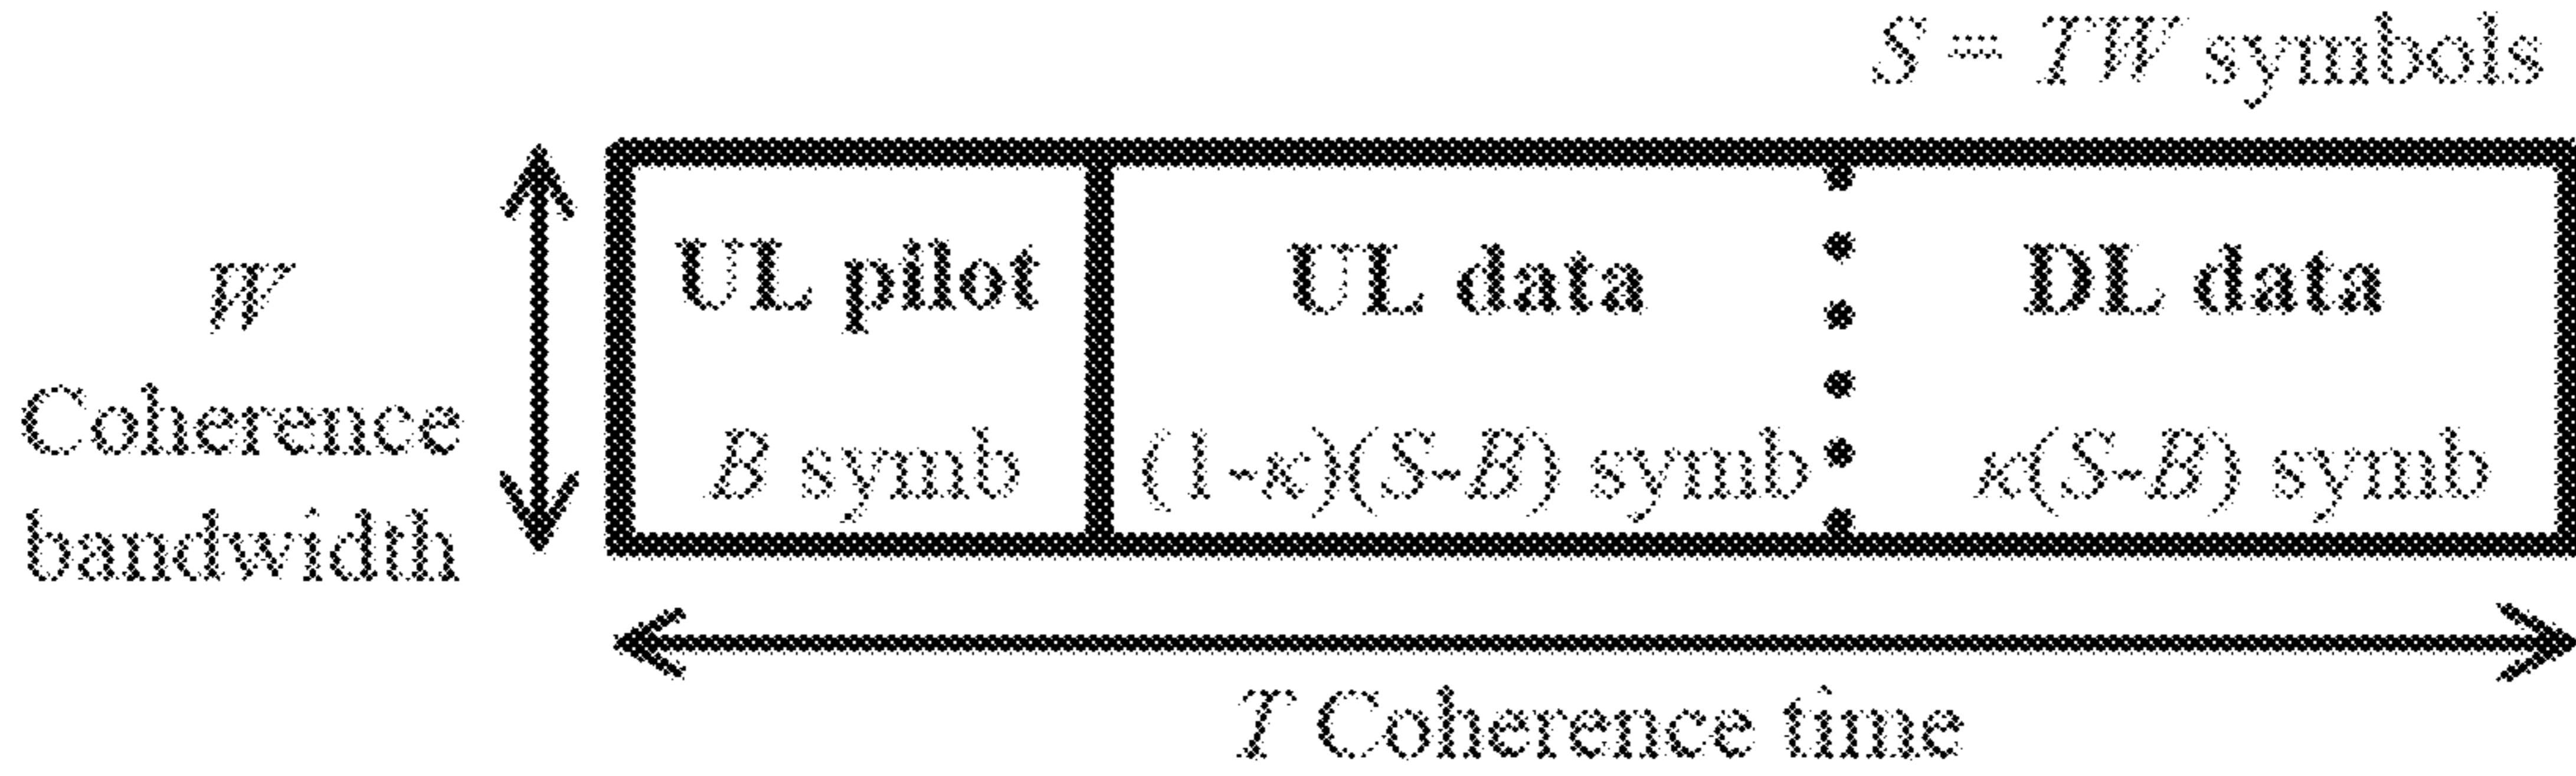 S = TW symbols
UL pilot
UL data
DL data
B symb
(1-κ)(S-B) symb
κ(S-B) symb
W
Coherence
bandwidth
T Coherence time